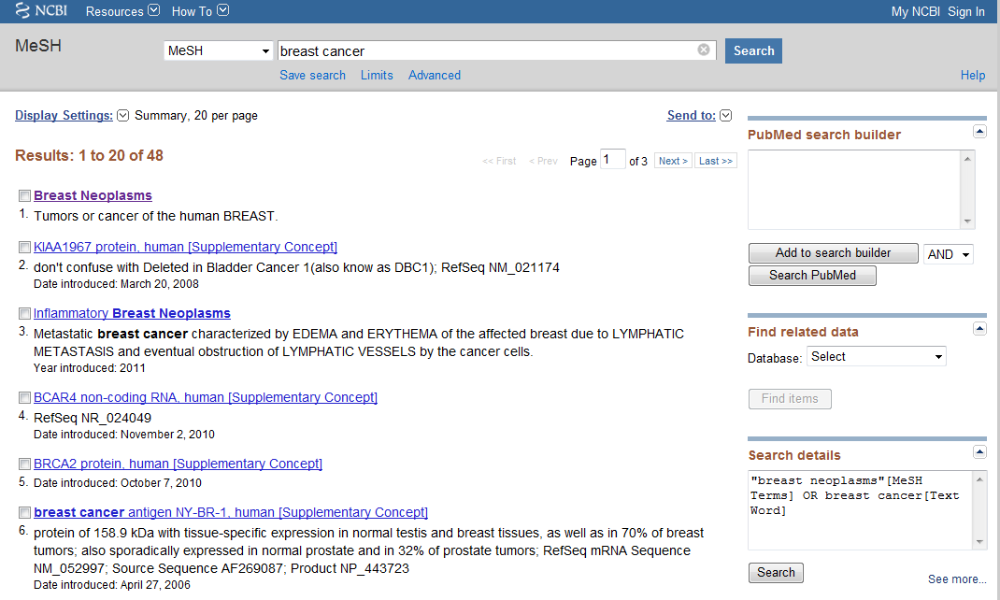 NCBI Resources How To My NCBI Sign In
MeSH MeSH breast cancer Search
Save search Limits Advanced Help
Display Settings: Summary, 20 per page Send to:
Results: 1 to 20 of 48
<< First < Prev Page 1 of 3 Next > Last >>
Breast Neoplasms
1. Tumors or cancer of the human BREAST.
KIAA1967 protein, human [Supplementary Concept]
2. don't confuse with Deleted in Bladder Cancer 1(also know as DBC1); RefSeq NM_021174
Date introduced: March 20, 2008
Inflammatory Breast Neoplasms
3. Metastatic breast cancer characterized by EDEMA and ERYTHEMA of the affected breast due to LYMPHATIC
METASTASIS and eventual obstruction of LYMPHATIC VESSELS by the cancer cells.
Year introduced: 2011
BCAR4 non-coding RNA, human [Supplementary Concept]
4. RefSeq NR_024049
Date introduced: November 2, 2010
BRCA2 protein, human [Supplementary Concept]
5. Date introduced: October 7, 2010
breast cancer antigen NY-BR-1, human [Supplementary Concept]
6. protein of 158.9 kDa with tissue-specific expression in normal testis and breast tissues, as well as in 70% of breast
tumors; also sporadically expressed in normal prostate and in 32% of prostate tumors; RefSeq mRNA Sequence
NM_052997; Source Sequence AF269087; Product NP_443723
Date introduced: April 27, 2006
PubMed search builder
Add to search builder AND
Search PubMed
Find related data
Database: Select
Find items
Search details
"breast neoplasms"[MeSH
Terms] OR breast cancer[Text
Word]
Search
See more...